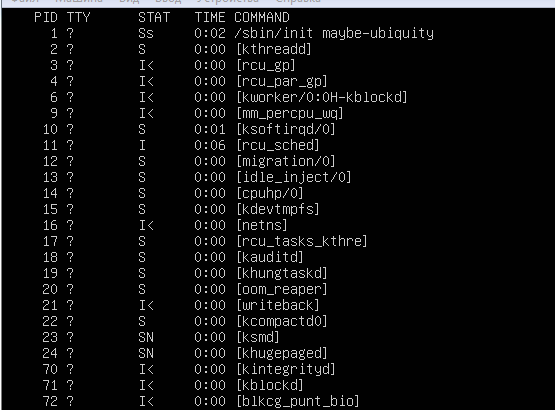 Файл Машина Вид Ввод Устройства Справка
PID TTY STAT TIME COMMAND
1 ? Ss 0:02 /sbin/init maybe-ubiquity
2 ? S 0:00 [kthreadd]
3 ? I< 0:00 [rcu_gp]
4 ? I< 0:00 [rcu_par_gp]
6 ? I< 0:00 [kworker/0:0H-kblockd]
9 ? I< 0:00 [mm_percpu_wq]
10 ? S 0:01 [ksoftirqd/0]
11 ? I 0:06 [rcu_sched]
12 ? S 0:00 [migration/0]
13 ? S 0:00 [idle_inject/0]
14 ? S 0:00 [cpuhp/0]
15 ? S 0:00 [kdevtmpfs]
16 ? I< 0:00 [netns]
17 ? S 0:00 [rcu_tasks_kthre]
18 ? S 0:00 [kauditd]
19 ? S 0:00 [khungtaskd]
20 ? S 0:00 [oom_reaper]
21 ? I< 0:00 [writeback]
22 ? S 0:00 [kcompactd0]
23 ? SN 0:00 [ksmd]
24 ? SN 0:00 [khugepaged]
70 ? I< 0:00 [kintegrityd]
71 ? I< 0:00 [kblockd]
72 ? I< 0:00 [blkcg_punt_bio]